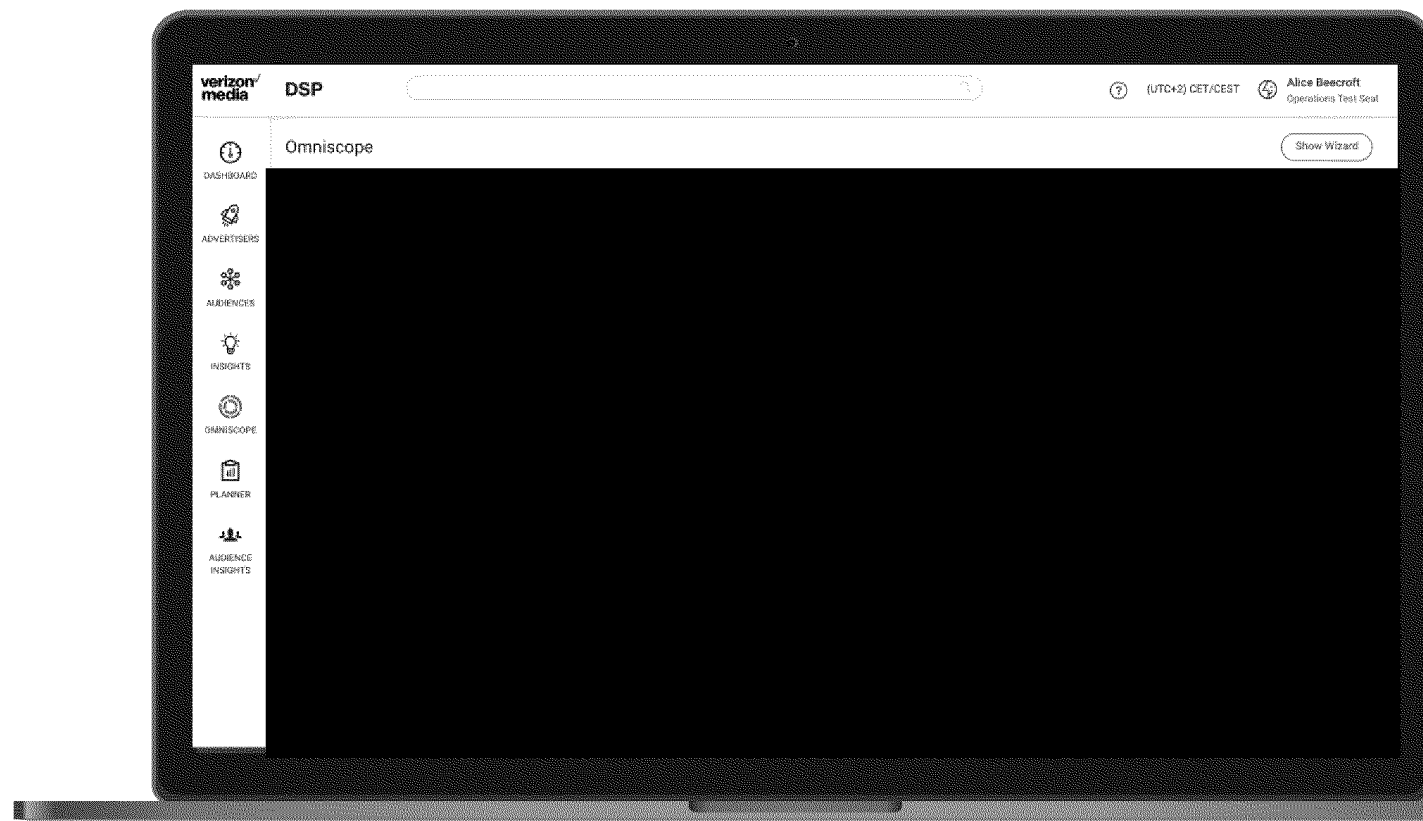 verizon/
media
DSP
(UTC+2) CET/CEST
Alice Beecroft
Operations Test Seat
Omniscope
Show Wizard
DASHBOARD
ADVERTISERS
AUDIENCES
INSIGHTS
OMNISCOPE
PLANNER
AUDIENCE
INSIGHTS